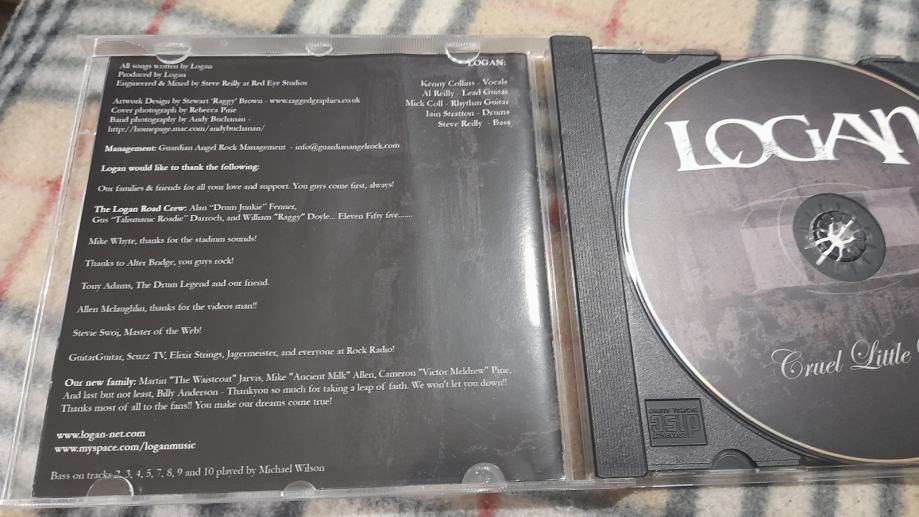 All songs written by Logan
Produced by Logan
Engineered & Mixed by Steve Reilly at Red Eye Studios
Artwork Design by Stewart 'Raggy' Brown - www.raggedgraphics.co.uk
Cover photograph by Rebecca Pirie
Band photography by Andy Buchanan -
http://homepage.mac.com/andybuchanan/
Management: Guardian Angel Rock Management - info@guardianangelrock.com
Logan would like to thank the following:
Our families & friends for all your love and support. You guys come first, always!
The Logan Road Crew: Alan "Drum Junkie" Fenner,
Gus "Talismanic Roadie" Darroch, and William "Raggy" Doyle... Eleven Fifty five.......
Mike Whyte, thanks for the stadium sounds!
Thanks to Alter Bridge, you guys rock!
Tony Adams, The Drum Legend and our friend.
Allen Mclaughlin, thanks for the videos man!!
Stevie Swoj, Master of the Web!
GuitarGuitar, Scuzz TV, Elixir Strings, Jagermeister, and everyone at Rock Radio!
Our new family: Martin "The Waistcoat" Jarvis, Mike "Ancient Milk" Allen, Cameron "Victor Meldrew" Pirie,
And last but not least, Billy Anderson - Thankyou so much for taking a leap of faith. We won't let you down!!
Thanks most of all to the fans!! You make our dreams come true!
www.logan-net.com
www.myspace.com/loganmusic
Bass on tracks 2, 3, 4, 5, 7, 8, 9 and 10 played by Michael Wilson
LOGAN:
Kenny Collins - Vocals
Al Reilly - Lead Guitar
Mick Coll - Rhythm Guitar
Iain Stratton - Drums
Steve Reilly - Bass
LOGAN
Cruel Little
COMPACT
disc
DIGITAL AUDIO